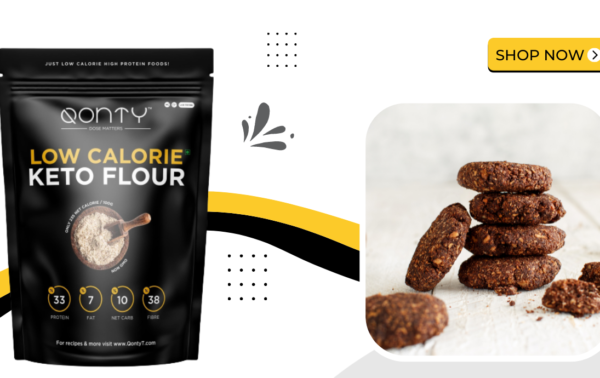 JUST LOW CALORIE HIGH PROTEIN FOODS!
QONTY™
DOSE MATTERS
LOW CALORIE*
KETO FLOUR
33
7
10
38
PROTEIN
FAT
NET CARB
FIBRE
For recipes & more visit www.QontyT.com
SHOP NOW